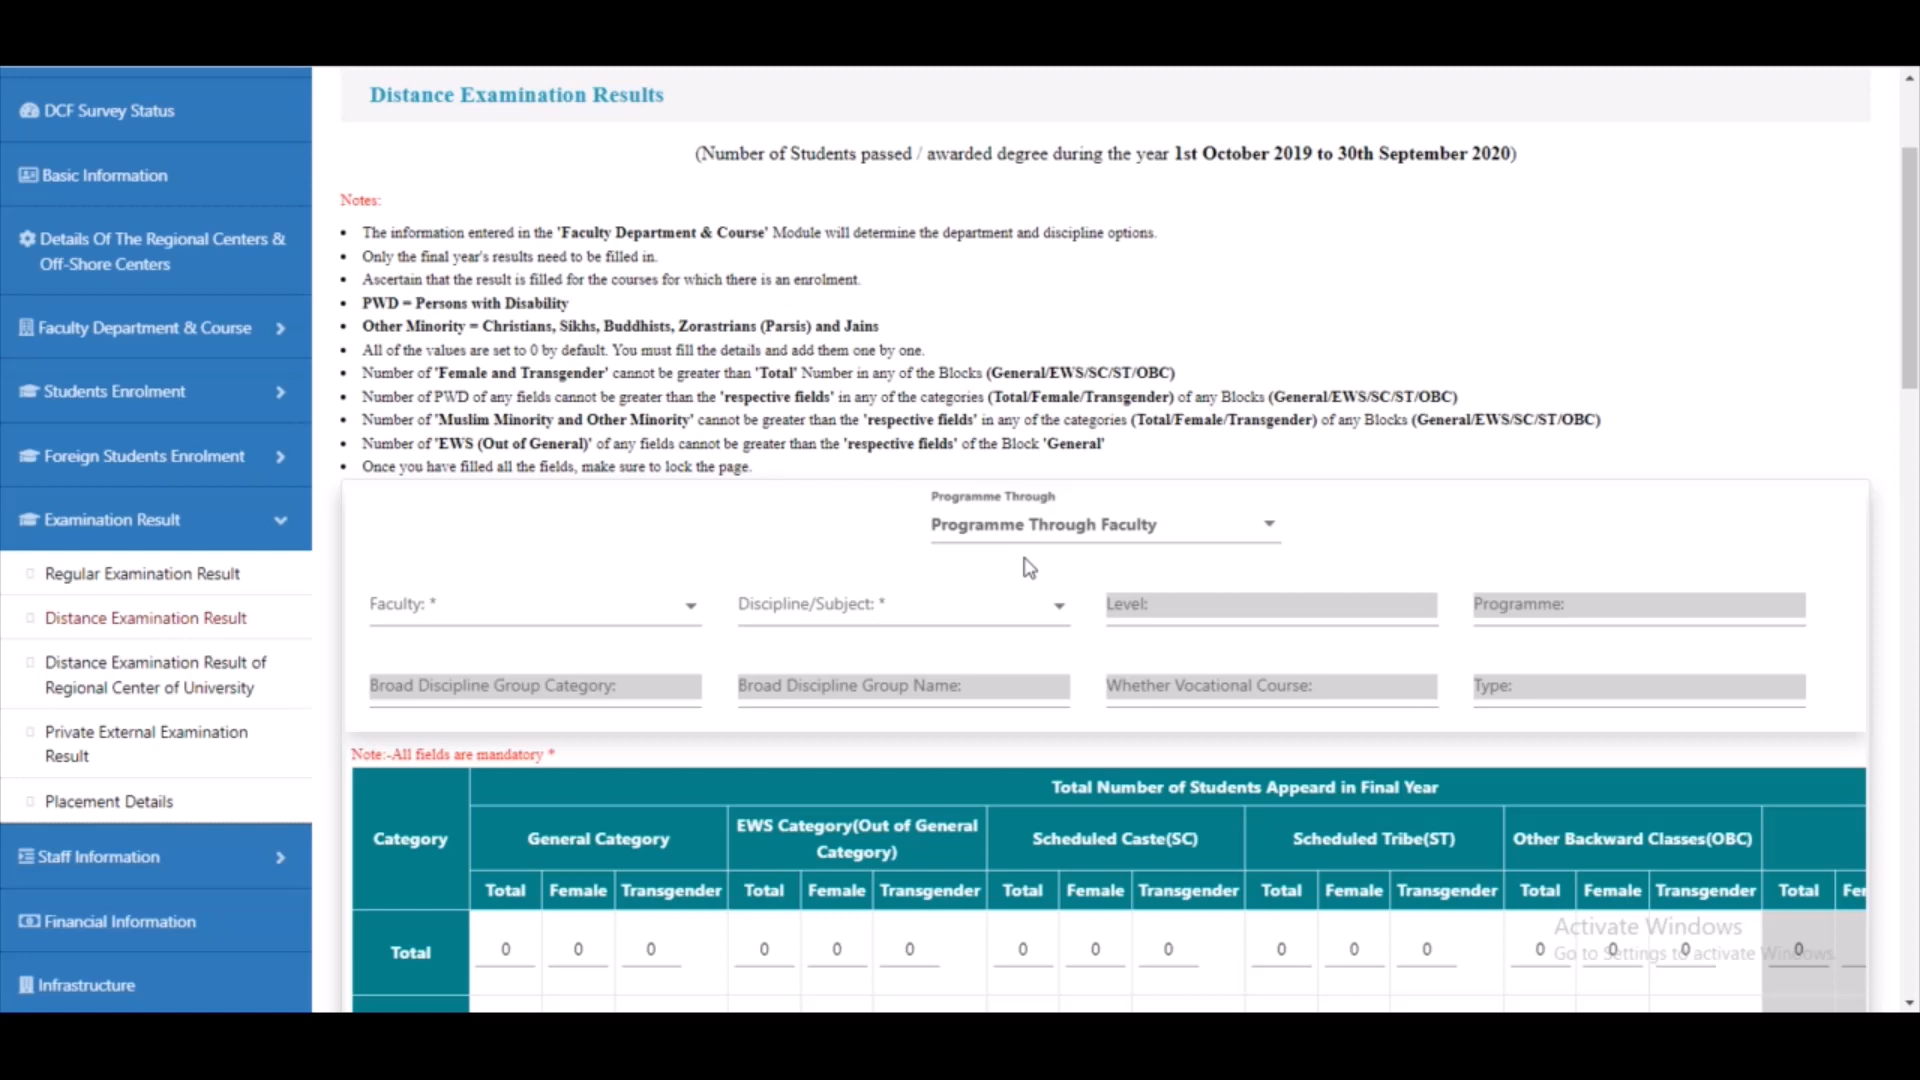 DCF Survey Status
Basic Information
Details Of The Regional Centers &
Off-Shore Centers
Faculty Department & Course
Students Enrolment
Foreign Students Enrolment
Examination Result
Regular Examination Result
Distance Examination Result
Distance Examination Result of
Regional Center of University
Private External Examination
Result
Placement Details
Staff Information
Financial Information
Infrastructure
Distance Examination Results
(Number of Students passed / awarded degree during the year 1st October 2019 to 30th September 2020)
Notes:
• The information entered in the 'Faculty Department & Course' Module will determine the department and discipline options.
• Only the final year's results need to be filled in.
• Ascertain that the result is filled for the courses for which there is an enrolment.
• PWD = Persons with Disability
• Other Minority = Christians, Sikhs, Buddhists, Zorastrians (Parsis) and Jains
• All of the values are set to 0 by default. You must fill the details and add them one by one.
• Number of 'Female and Transgender' cannot be greater than 'Total' Number in any of the Blocks (General/EWS/SC/ST/OBC)
• Number of PWD of any fields cannot be greater than the 'respective fields' in any of the categories (Total/Female/Transgender) of any Blocks (General/EWS/SC/ST/OBC)
• Number of 'Muslim Minority and Other Minority' cannot be greater than the 'respective fields' in any of the categories (Total/Female/Transgender) of any Blocks (General/EWS/SC/ST/OBC)
• Number of 'EWS (Out of General)' of any fields cannot be greater than the 'respective fields' of the Block 'General'
• Once you have filled all the fields, make sure to lock the page.
Programme Through
Programme Through Faculty
Faculty: * Discipline/Subject: * Level: Programme:
Broad Discipline Group Category: Broad Discipline Group Name: Whether Vocational Course: Type:
Note:-All fields are mandatory *
Total Number of Students Appeard in Final Year
Category General Category EWS Category(Out of General Category) Scheduled Caste(SC) Scheduled Tribe(ST) Other Backward Classes(OBC)
Total Female Transgender Total Female Transgender Total Female Transgender Total Female Transgender Total Female Transgender Total Fer
Total 0 0 0 0 0 0 0 0 0 0 0 0 0 0 0 0
Activate Windows
Go to Settings to activate Windows.